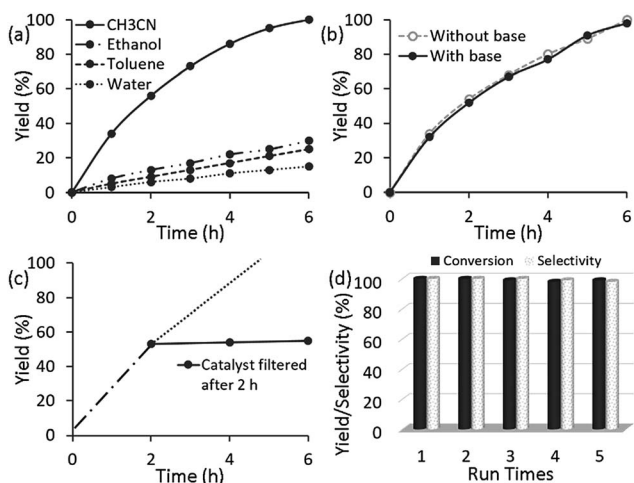 (a)
CH3CN
Ethanol
Toluene
Water
Yield (%)
100
80
60
40
20
0
0 2 4 6
Time (h)
(b)
Without base
With base
Yield (%)
100
80
60
40
20
0
0 2 4 6
Time (h)
(c)
Catalyst filtered
after 2 h
Yield (%)
100
80
60
40
20
0
0 2 4 6
Time (h)
(d)
Conversion Selectivity
Yield/Selectivity (%)
100
80
60
40
20
0
1 2 3 4 5
Run Times